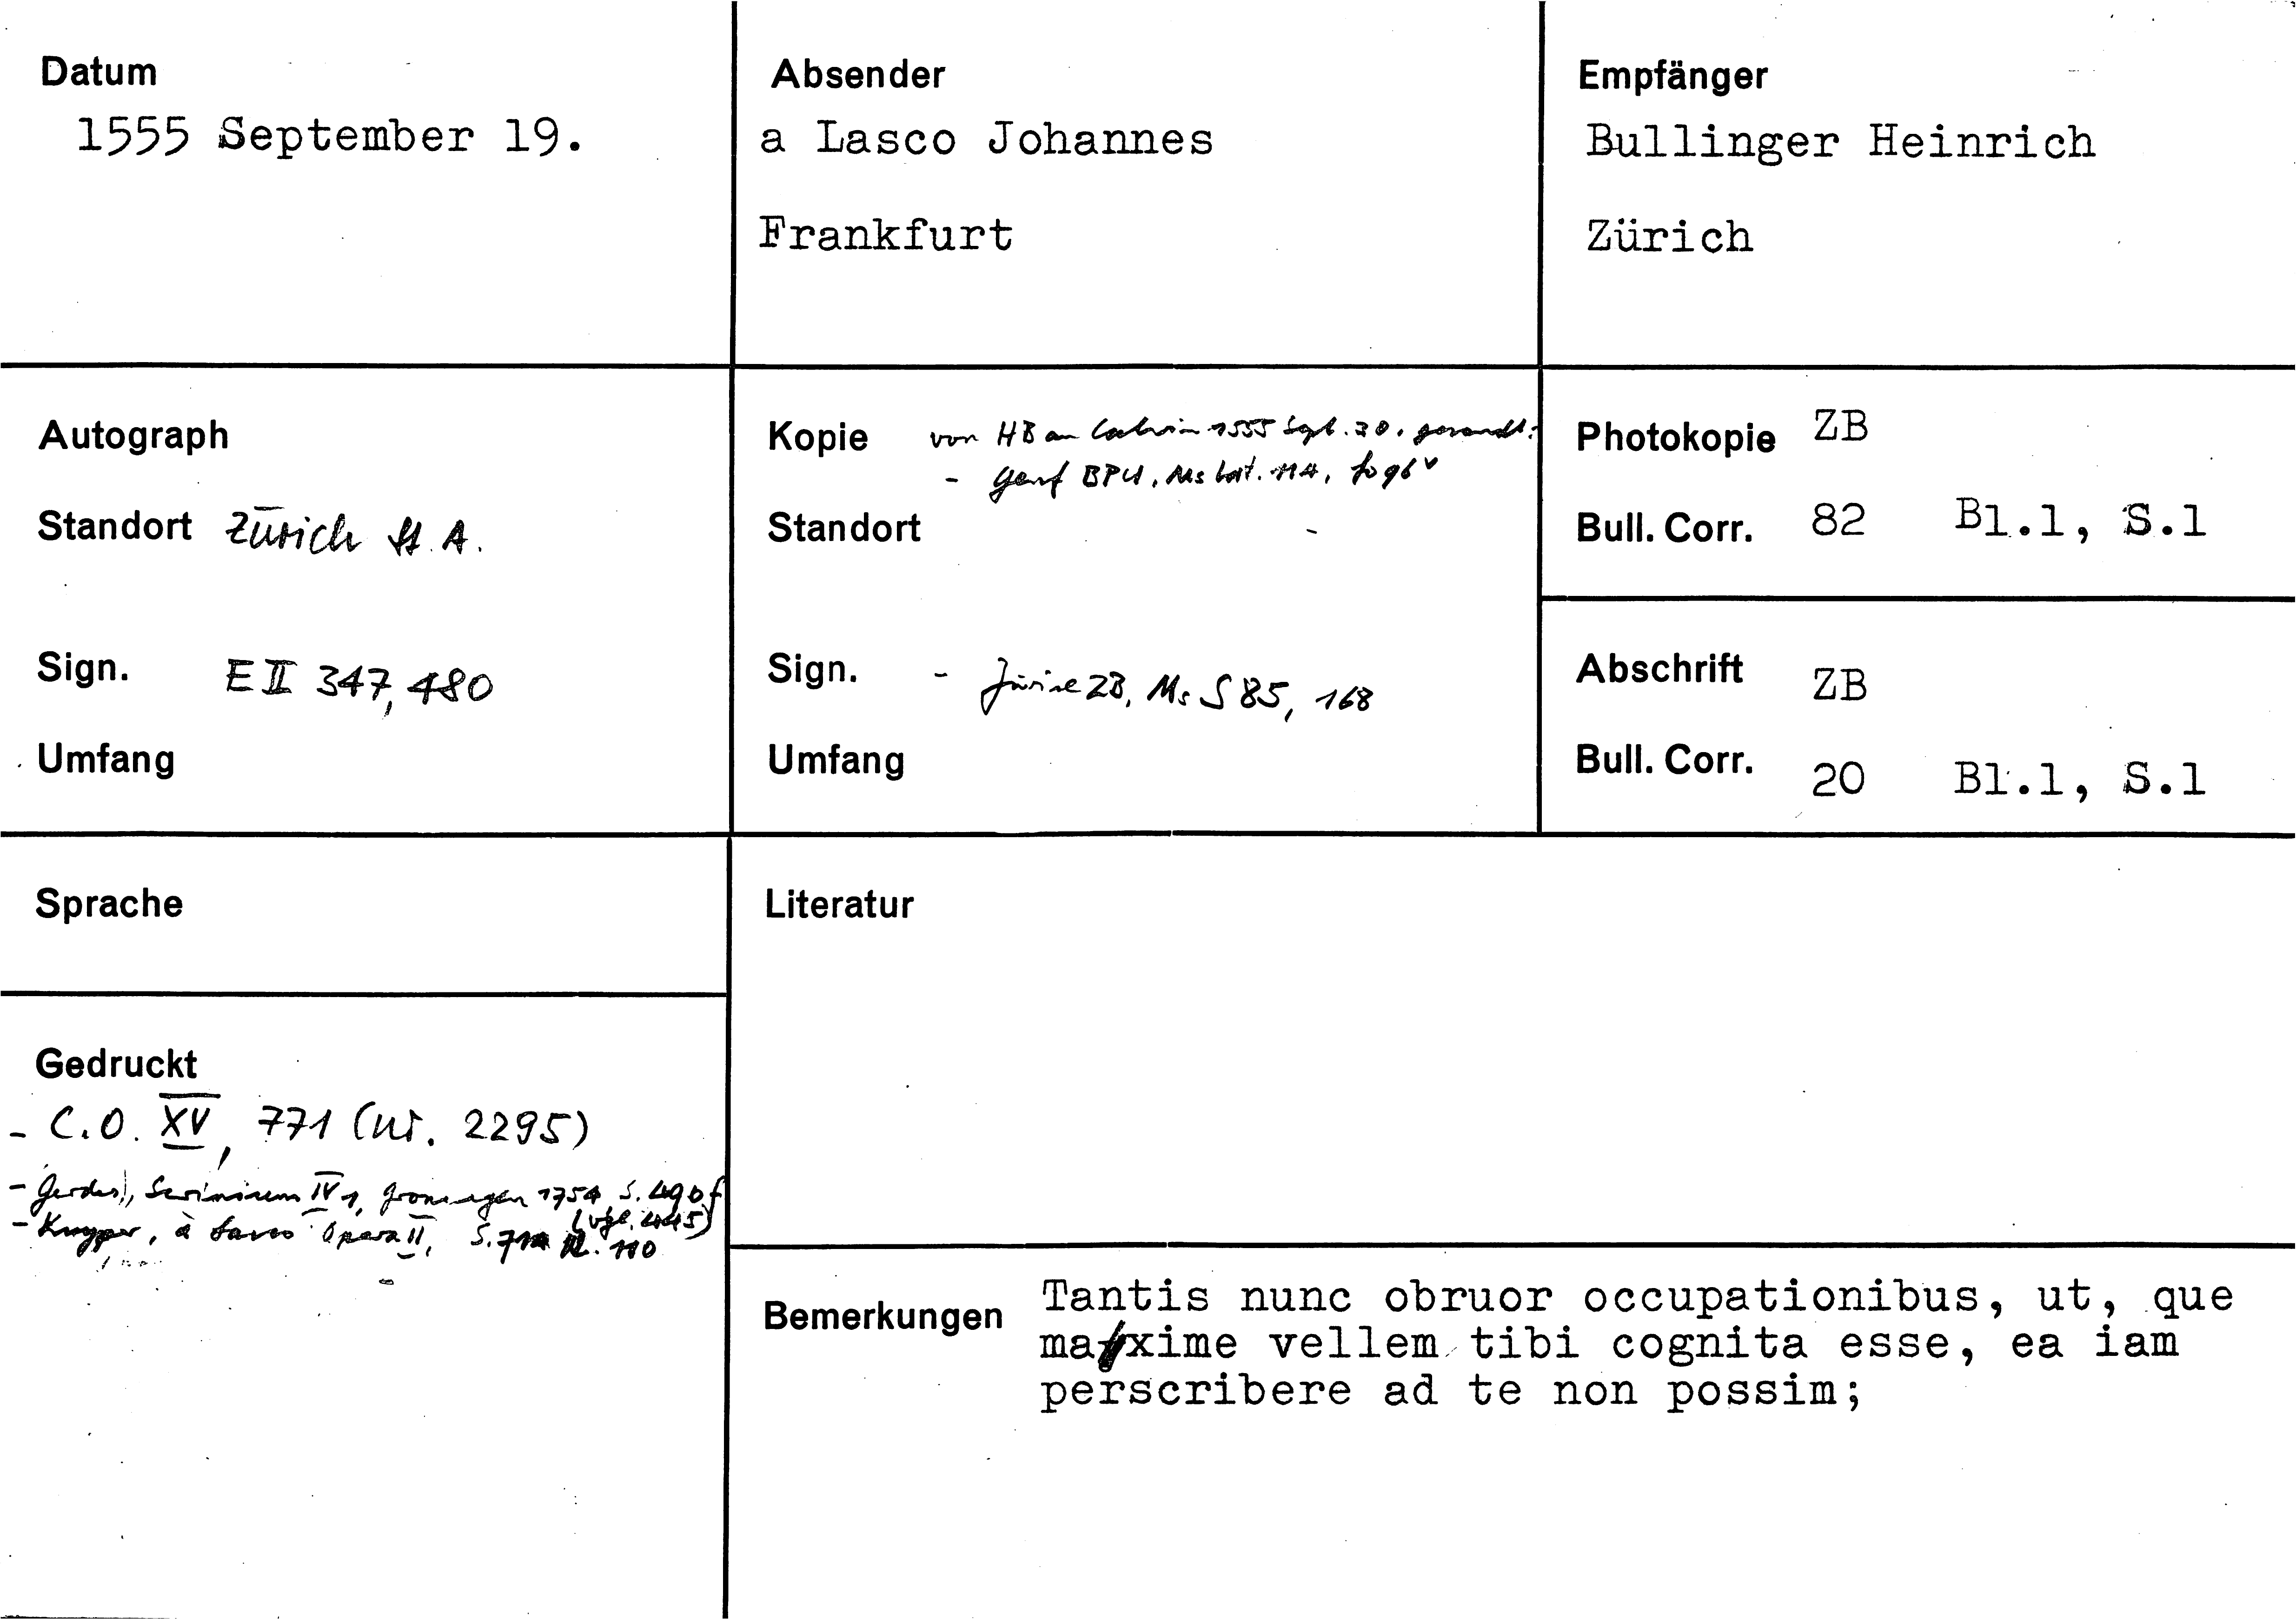 Datum
1555 September 19.
Absender
a Lasco Johannes
Frankfurt
Empfänger
Bullinger Heinrich
Zürich
Autograph
Standort Zürich St.A.
Sign. E II 347, 480
Umfang
Kopie von HB an Calvin 1555 Sept. 30. gesandt:
- Genf BPU, Ms lat. 114, fo 96v
Standort
Sign. - Zürich ZB, Ms S 85, 168
Umfang
Photokopie ZB
Bull. Corr. 82 Bl.1, S.1
Abschrift ZB
Bull. Corr. 20 Bl.1, S.1
Sprache
Literatur
Gedruckt
- C.O. XV, 771 (Nr. 2295)
- Gerdes, Scrinium IV 1, Groningen 1754 S. 490f
(vgl. 445)
- Kuyper, à Lasco Opera II, S. 714 110
Bemerkungen Tantis nunc obruor occupationibus, ut, que
maxime vellem tibi cognita esse, ea iam
perscribere ad te non possim;